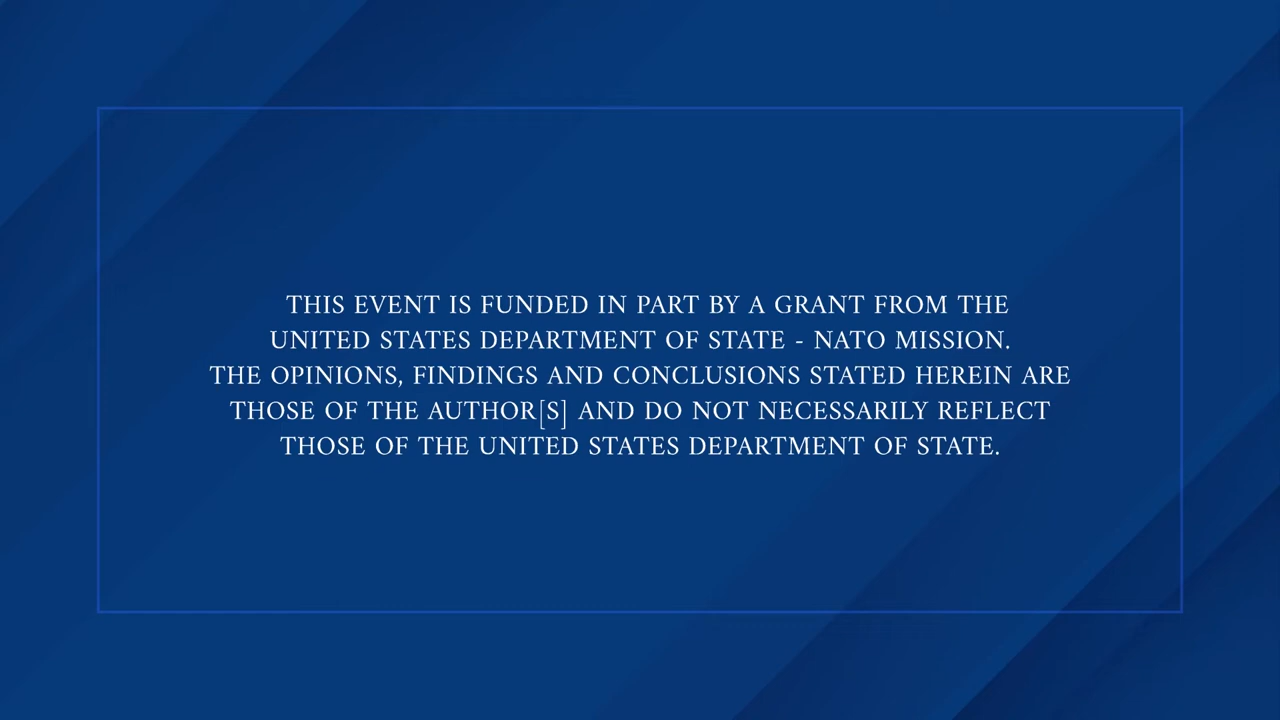 THIS EVENT IS FUNDED IN PART BY A GRANT FROM THE
UNITED STATES DEPARTMENT OF STATE - NATO MISSION.
THE OPINIONS, FINDINGS AND CONCLUSIONS STATED HEREIN ARE
THOSE OF THE AUTHOR[S] AND DO NOT NECESSARILY REFLECT
THOSE OF THE UNITED STATES DEPARTMENT OF STATE.